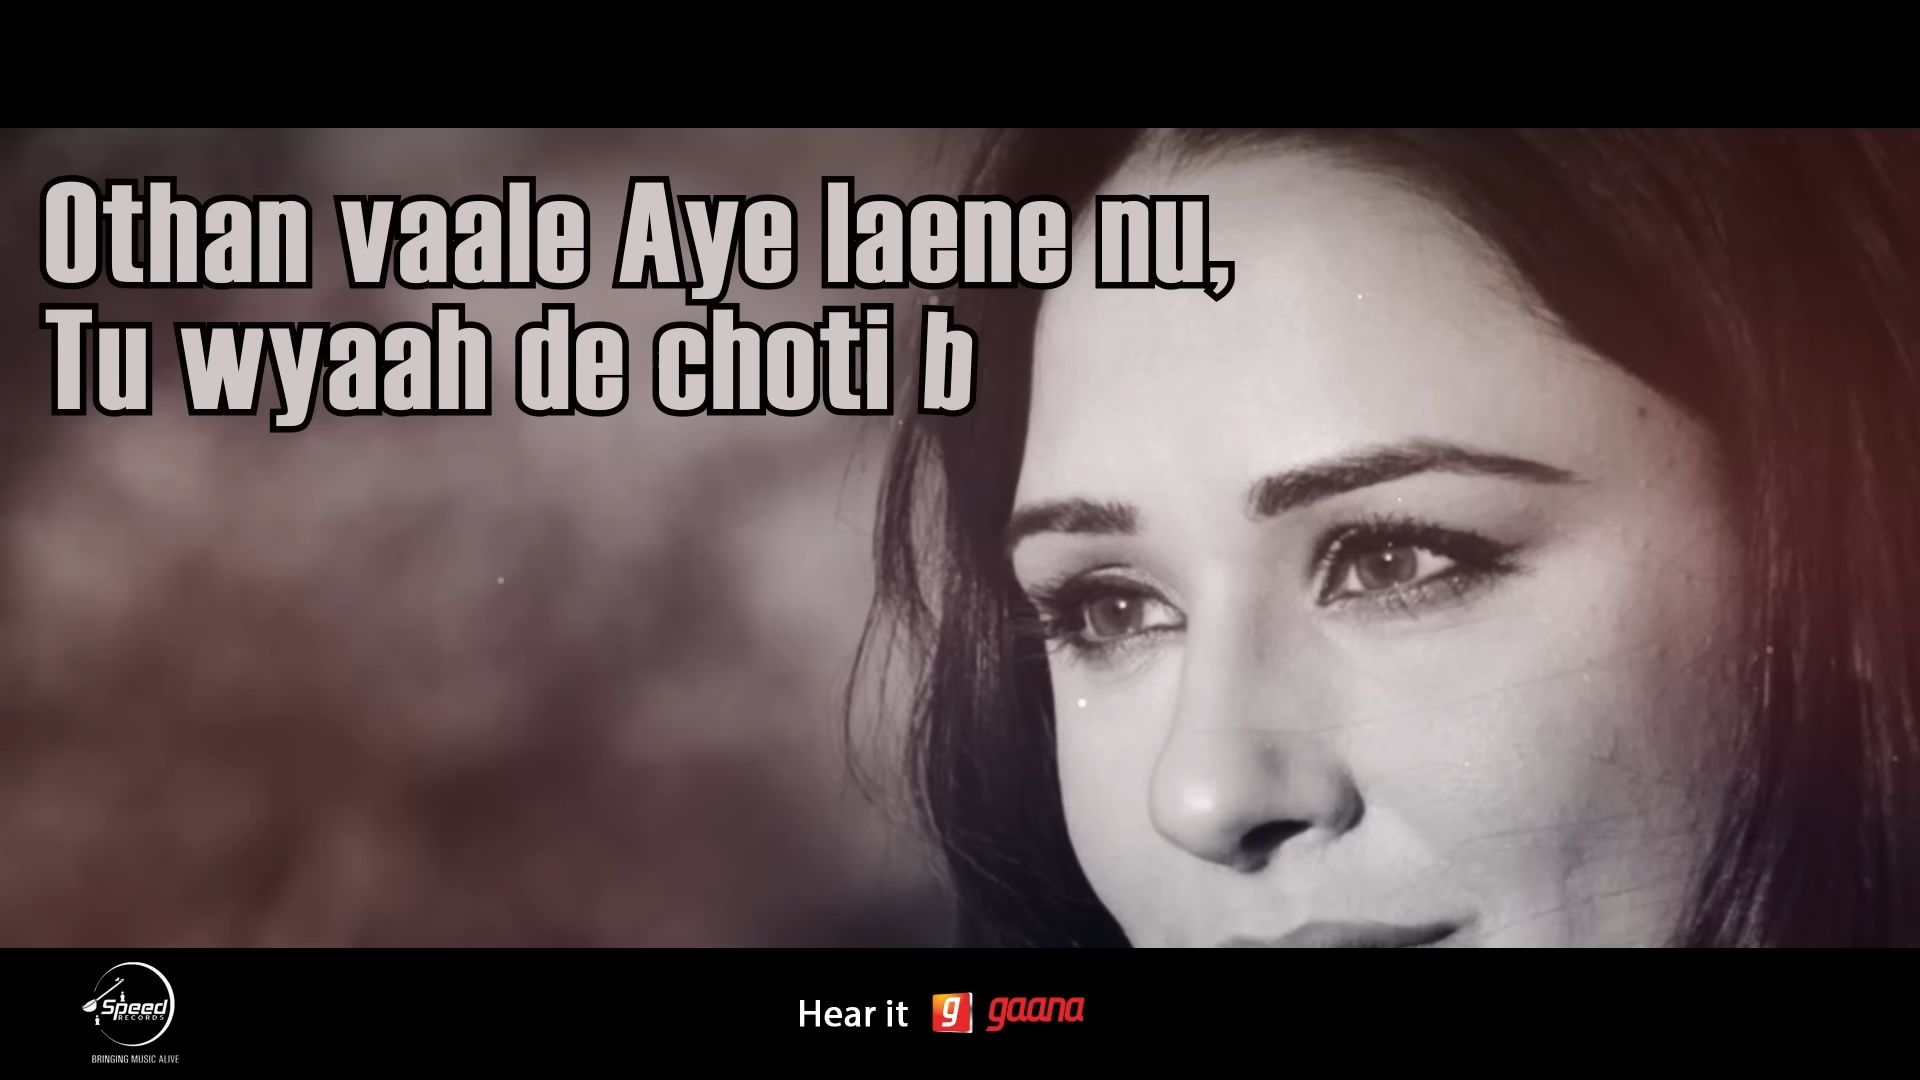 Othan vaale Aye laene nu,
Tu wyaah de choti b
Speed
RECORDS
BRINGING MUSIC ALIVE
Hear it g gaana